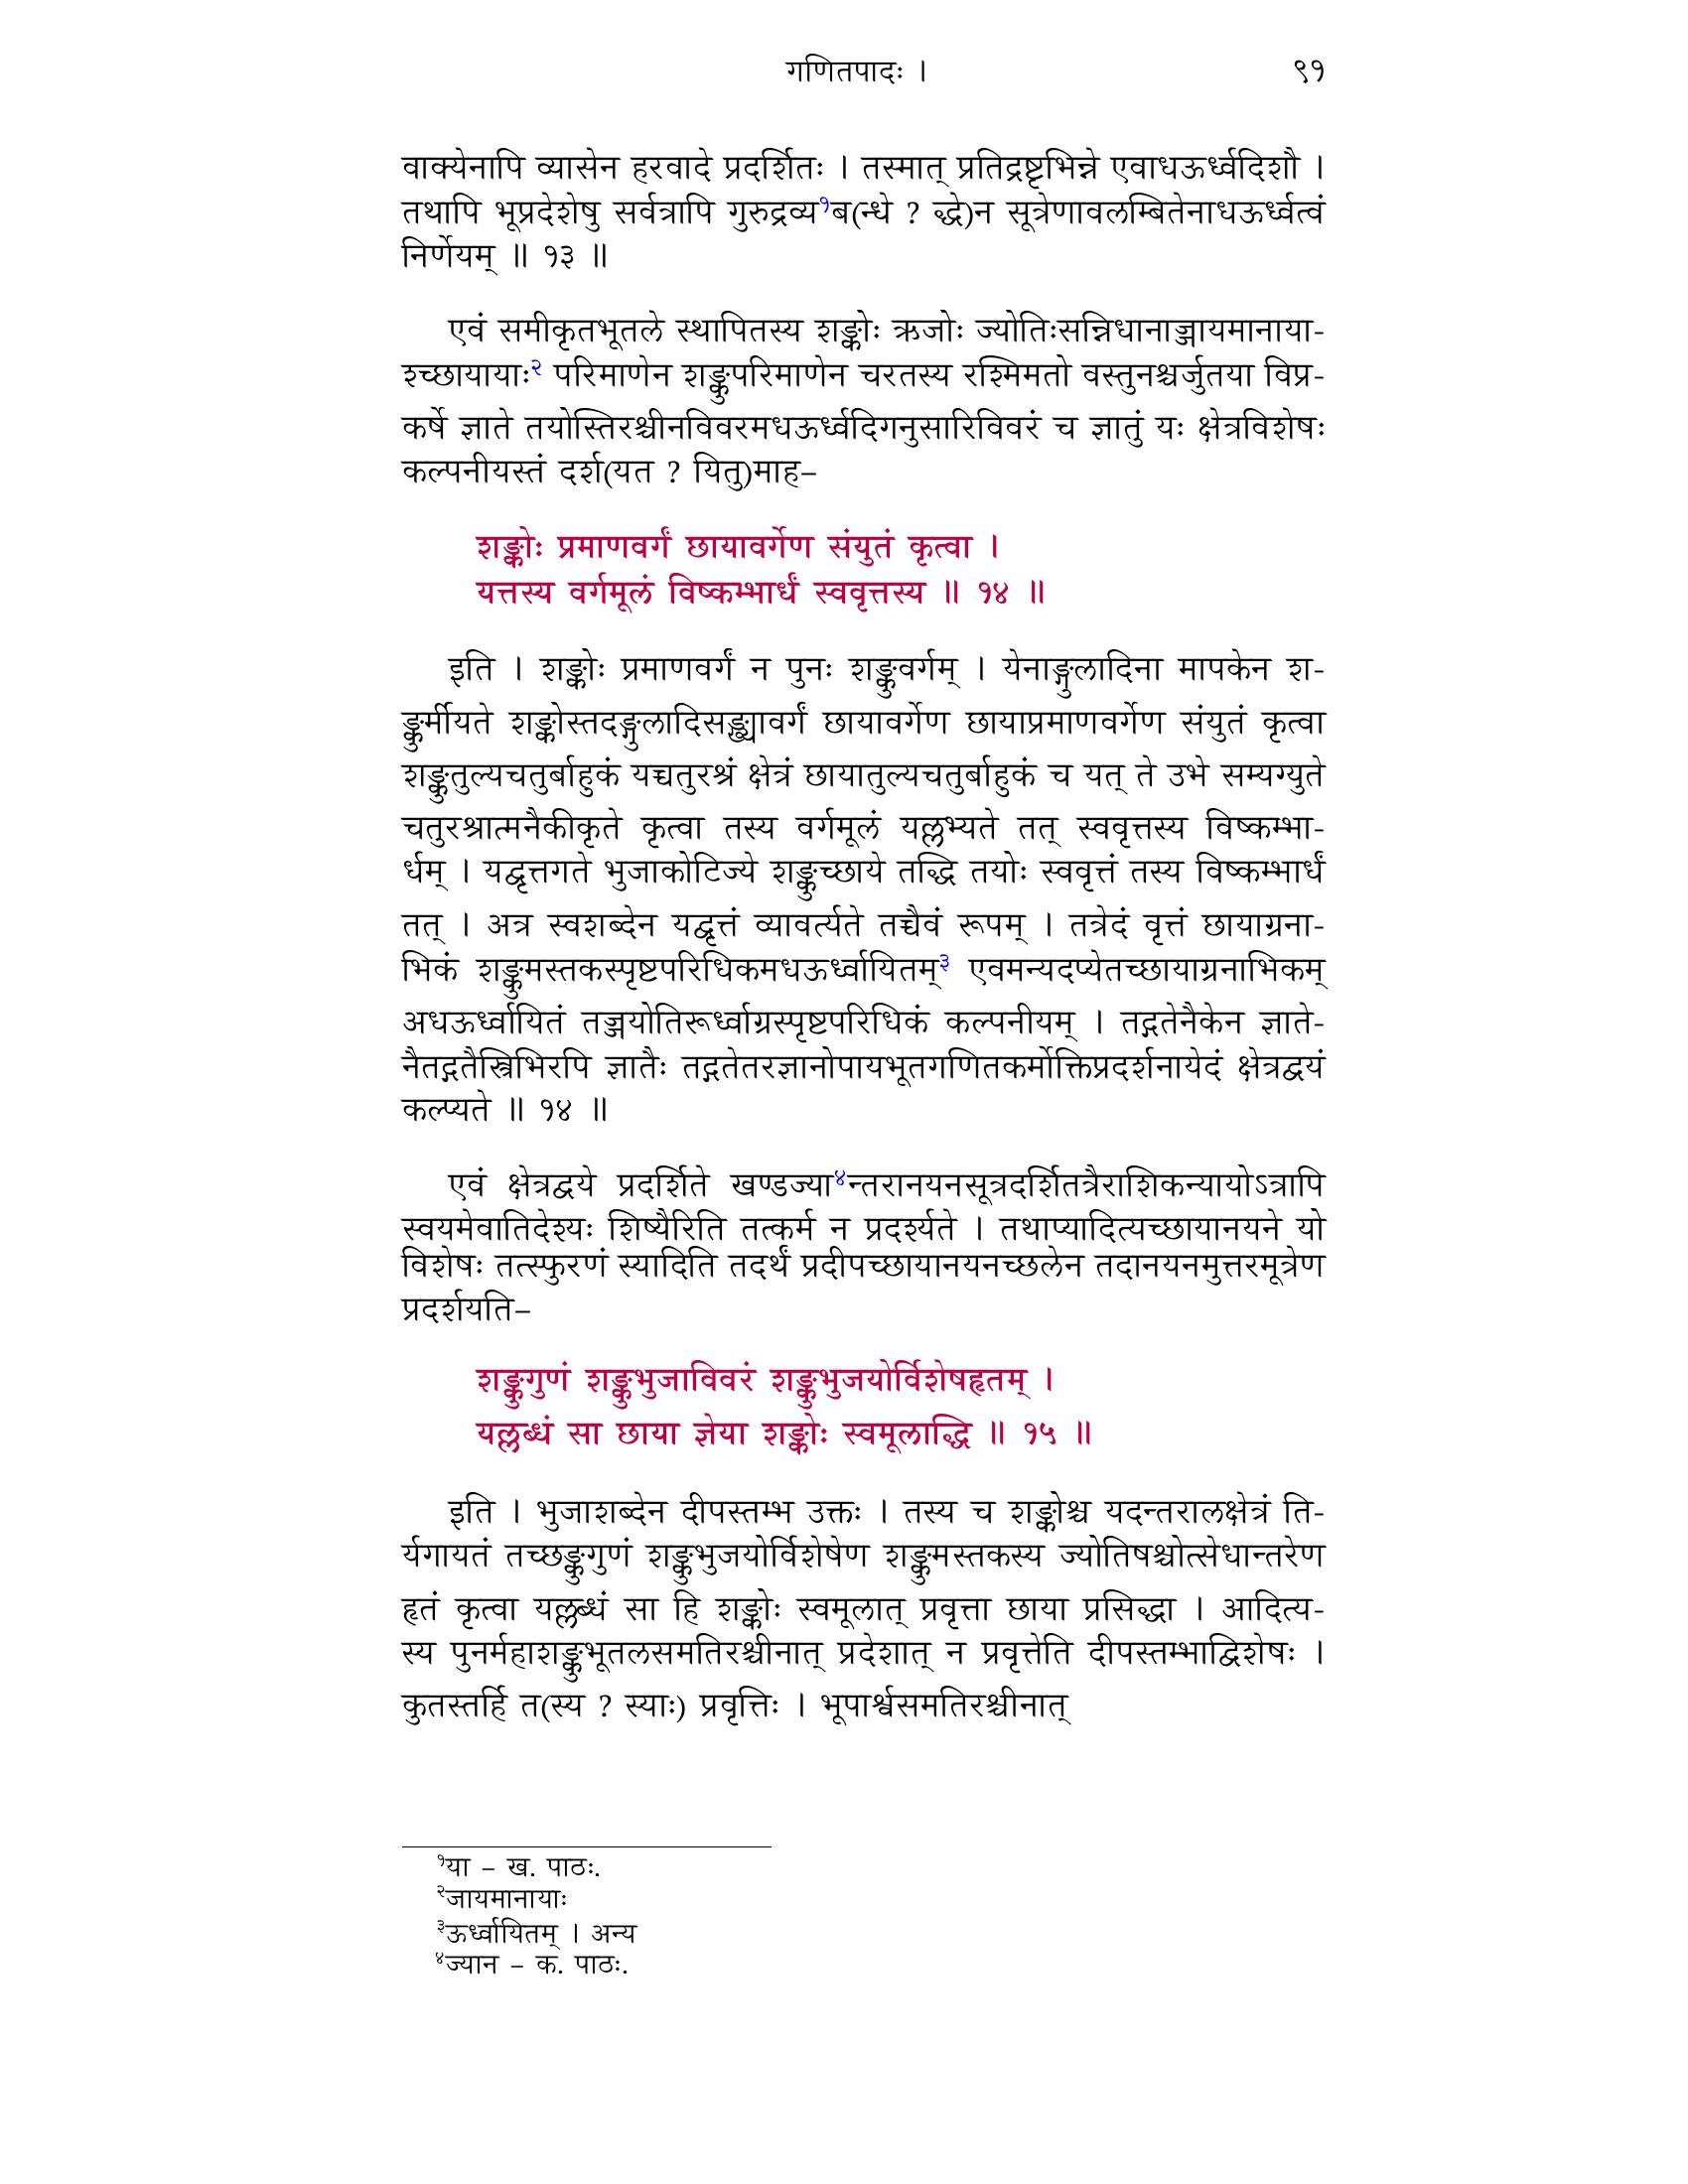 गणितपादः ।
९१
वाक्येनापि व्यासेन हरवादे प्रदर्शितः । तस्मात् प्रतिद्रष्टृभिन्ने एवाधऊर्ध्वदिशौ ।
तथापि भूप्रदेशेषु सर्वत्रापि गुरुद्रव्य१ब(न्धे ? द्धे)न सूत्रेणावलम्बितेनाधऊर्ध्वत्वं
निर्णेयम् ॥ १३ ॥
एवं समीकृतभूतले स्थापितस्य शङ्कोः ऋजोः ज्योतिःसन्निधानाज्जायमानाया-
श्च्छायायाः२ परिमाणेन शङ्कुपरिमाणेन चरतस्य रश्मिमतो वस्तुनश्चर्जुतया विप्र-
कर्षे ज्ञाते तयोस्तिरश्चीनविवरमधऊर्ध्वदिगनुसारिविवरं च ज्ञातुं यः क्षेत्रविशेषः
कल्पनीयस्तं दर्श(यत ? यितु)माह–
शङ्कोः प्रमाणवर्गं छायावर्गेण संयुतं कृत्वा ।
यत्तस्य वर्गमूलं विष्कम्भार्धं स्ववृत्तस्य ॥ १४ ॥
इति । शङ्कोः प्रमाणवर्गं न पुनः शङ्कुवर्गम् । येनाङ्गुलादिना मापकेन श-
ङ्कुर्मीयते शङ्कोस्तदङ्गुलादिसङ्ख्यावर्गं छायावर्गेण छायाप्रमाणवर्गेण संयुतं कृत्वा
शङ्कुतुल्यचतुर्बाहुकं यच्चतुरश्रं क्षेत्रं छायातुल्यचतुर्बाहुकं च यत् ते उभे सम्यग्युते
चतुरश्रात्मनैकीकृते कृत्वा तस्य वर्गमूलं यल्लभ्यते तत् स्ववृत्तस्य विष्कम्भा-
र्धम् । यद्वृत्तगते भुजाकोटिज्ये शङ्कुच्छाये तद्धि तयोः स्ववृत्तं तस्य विष्कम्भार्धं
तत् । अत्र स्वशब्देन यद्वृत्तं व्यावर्त्यते तच्चैवं रूपम् । तत्रेदं वृत्तं छायाग्रना-
भिकं शङ्कुमस्तकस्पृष्टपरिधिकमधऊर्ध्वायितम्३ एवमन्यदप्येतच्छायाग्रनाभिकम्
अधऊर्ध्वायितं तज्जयोतिरूर्ध्वाग्रस्पृष्टपरिधिकं कल्पनीयम् । तद्गतेनैकेन ज्ञाते-
नैतद्गतैस्त्रिभिरपि ज्ञातैः तद्गतेतरज्ञानोपायभूतगणितकर्मोक्तिप्रदर्शनायेदं क्षेत्रद्वयं
कल्प्यते ॥ १४ ॥
एवं क्षेत्रद्वये प्रदर्शिते खण्डज्या४न्तरानयनसूत्रदर्शितत्रैराशिकन्यायोऽत्रापि
स्वयमेवातिदेश्यः शिष्यैरिति तत्कर्म न प्रदर्श्यते । तथाप्यादित्यच्छायानयने यो
विशेषः तत्स्फुरणं स्यादिति तदर्थं प्रदीपच्छायानयनच्छलेन तदानयनमुत्तरमूत्रेण
प्रदर्शयति–
शङ्कुगुणं शङ्कुभुजाविवरं शङ्कुभुजयोर्विशेषहृतम् ।
यल्लब्धं सा छाया ज्ञेया शङ्कोः स्वमूलाद्धि ॥ १५ ॥
इति । भुजाशब्देन दीपस्तम्भ उक्तः । तस्य च शङ्कोश्च यदन्तरालक्षेत्रं ति-
र्यगायतं तच्छङ्कुगुणं शङ्कुभुजयोर्विशेषेण शङ्कुमस्तकस्य ज्योतिषश्चोत्सेधान्तरेण
हृतं कृत्वा यल्लब्धं सा हि शङ्कोः स्वमूलात् प्रवृत्ता छाया प्रसिद्धा । आदित्य-
स्य पुनर्महाशङ्कुभूतलसमतिरश्चीनात् प्रदेशात् न प्रवृत्तेति दीपस्तम्भाद्विशेषः ।
कुतस्तर्हि त(स्य ? स्याः) प्रवृत्तिः । भूपार्श्वसमतिरश्चीनात्
१या – ख. पाठः.
२जायमानायाः
३ऊर्ध्वायितम् । अन्य
४ज्यान – क. पाठः.